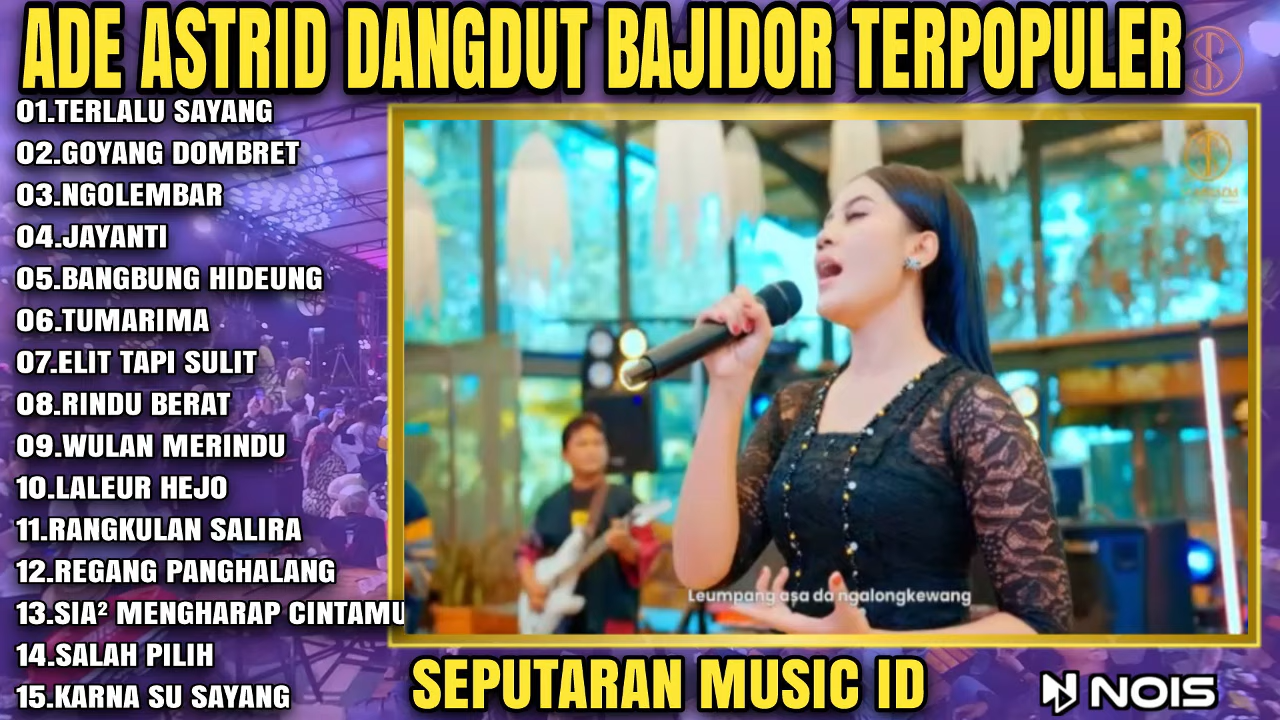 ADE ASTRID DANGDUT BAJIDOR TERPOPULER
01.TERLALU SAYANG
02.GOYANG DOMBRET
03.NGOLEMBAR
04.JAYANTI
05.BANGBUNG HIDEUNG
06.TUMARIMA
07.ELIT TAPI SULIT
08.RINDU BERAT
09.WULAN MERINDU
10.LALEUR HEJO
11.RANGKULAN SALIRA
12.REGANG PANGHALANG
13.SIA² MENGHARAP CINTAMU
14.SALAH PILIH
15.KARNA SU SAYANG
Leumpang asa da ngalongkewang
SEPUTARAN MUSIC ID
NOIS